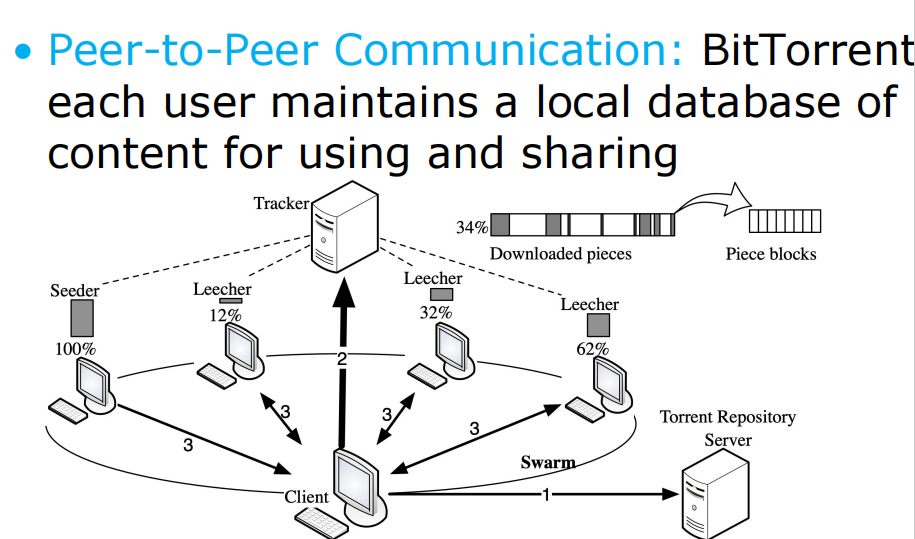 • Peer-to-Peer Communication: BitTorrent
each user maintains a local database of
content for using and sharing
Tracker
34%
Downloaded pieces
Piece blocks
Seeder
100%
Leecher
12%
Leecher
32%
Leecher
62%
2
3
3
3
3
Swarm
Client
1
Torrent Repository
Server